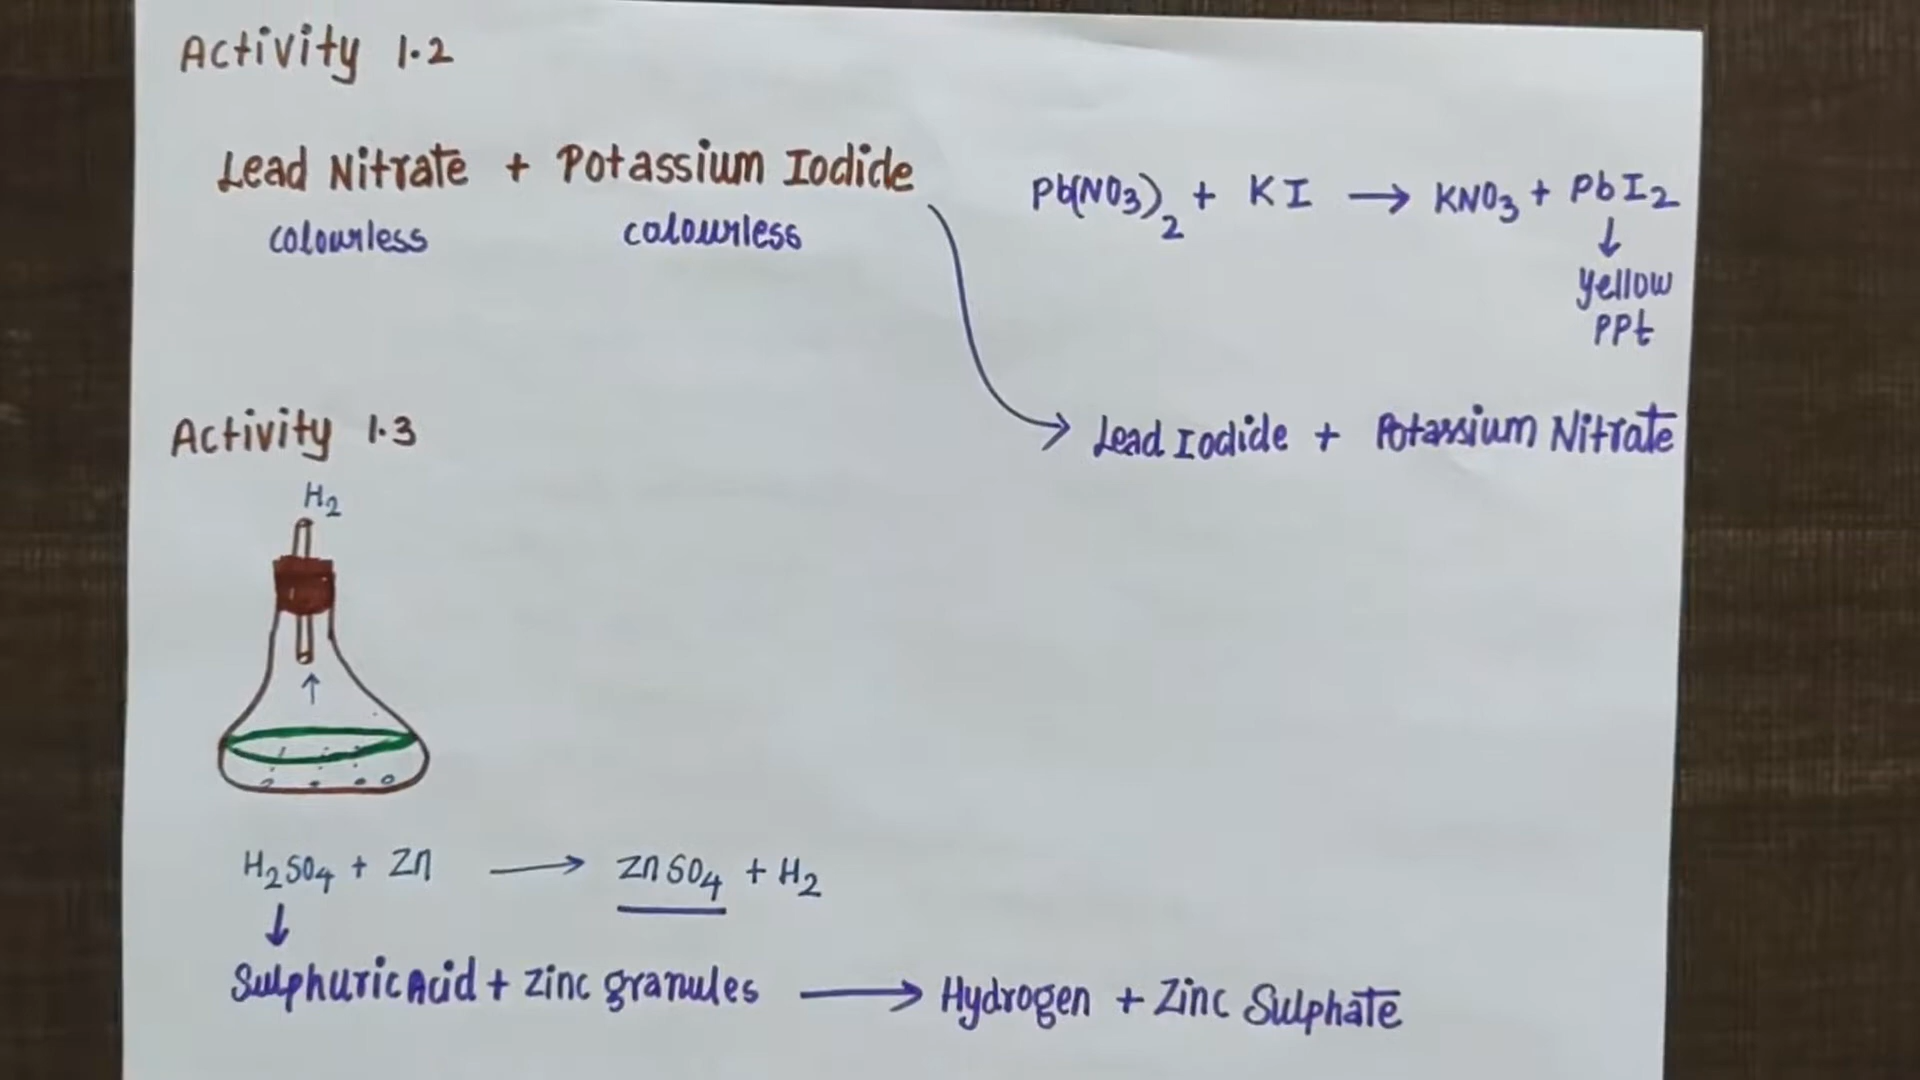 Activity 1.2
Lead Nitrate + Potassium Iodide
colourless colourless
Pb(NO3)2 + KI → KNO3 + PbI2
↓
Yellow
PPt
→ Lead Iodide + Potassium Nitrate
Activity 1.3
H2
↑
H2SO4 + Zn → ZnSO4 + H2
↓
Sulphuric Acid + Zinc granules → Hydrogen + Zinc Sulphate